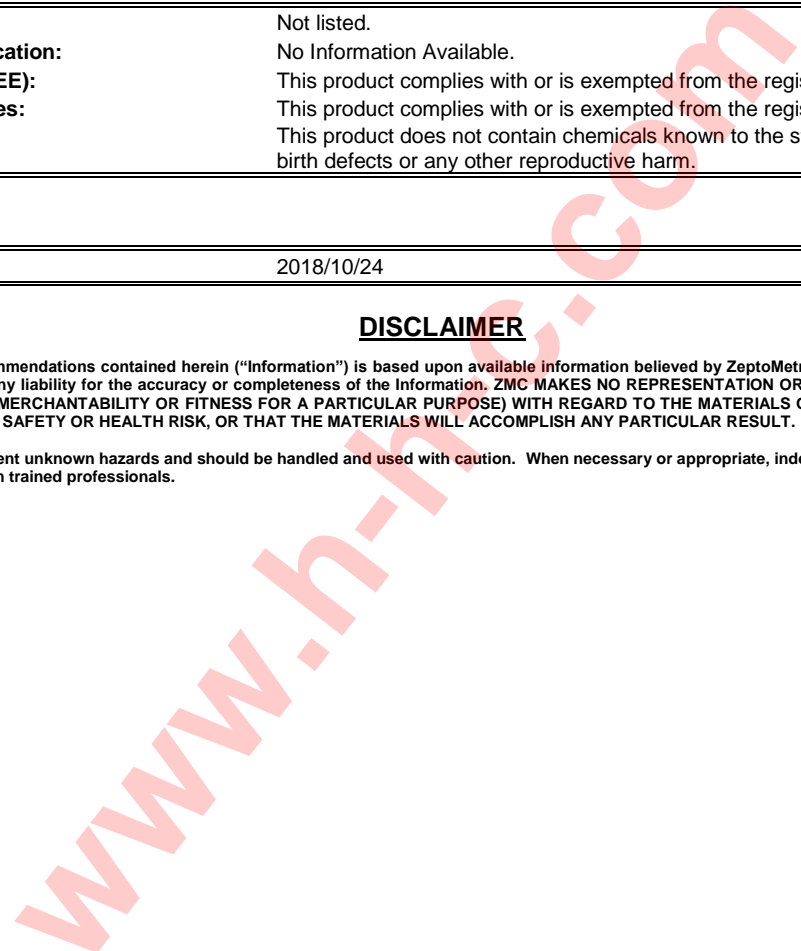 Not listed.
cation: No Information Available.
EE): This product complies with or is exempted from the regis
es: This product complies with or is exempted from the regis
This product does not contain chemicals known to the s
birth defects or any other reproductive harm.
2018/10/24
DISCLAIMER
mmendations contained herein (“Information”) is based upon available information believed by ZeptoMetr
ny liability for the accuracy or completeness of the Information. ZMC MAKES NO REPRESENTATION OR
MERCHANTABILITY OR FITNESS FOR A PARTICULAR PURPOSE) WITH REGARD TO THE MATERIALS
SAFETY OR HEALTH RISK, OR THAT THE MATERIALS WILL ACCOMPLISH ANY PARTICULAR RESULT.
ent unknown hazards and should be handled and used with caution. When necessary or appropriate, inde
n trained professionals.
www.h-h-c.com